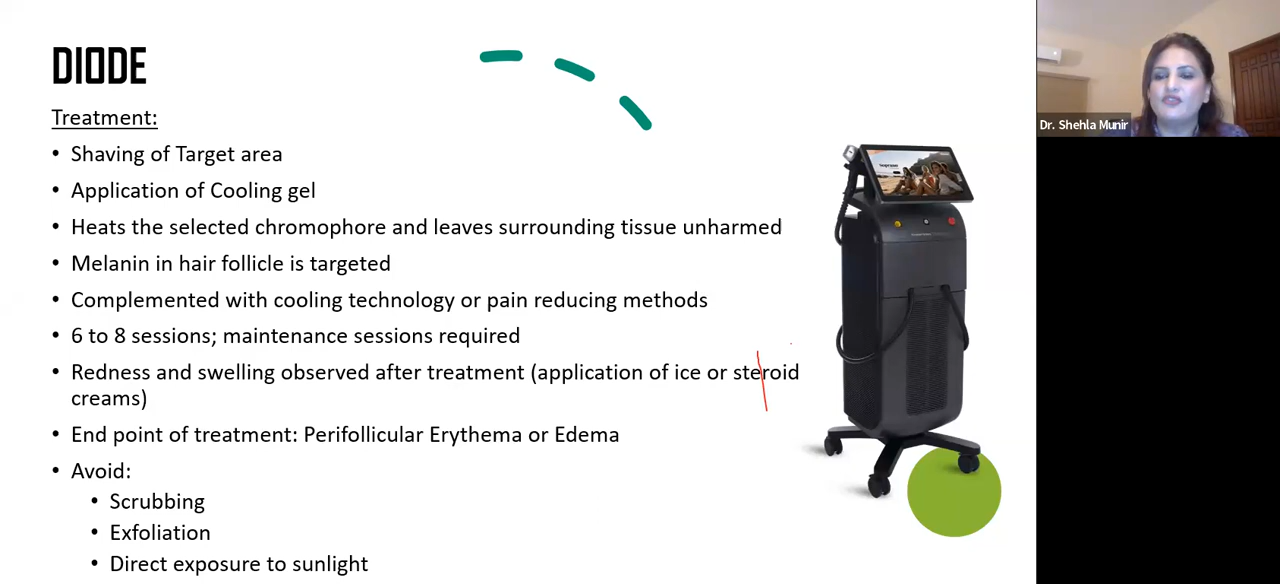 DIODE
Treatment:
• Shaving of Target area
• Application of Cooling gel
• Heats the selected chromophore and leaves surrounding tissue unharmed
• Melanin in hair follicle is targeted
• Complemented with cooling technology or pain reducing methods
• 6 to 8 sessions; maintenance sessions required
• Redness and swelling observed after treatment (application of ice or steroid
creams)
• End point of treatment: Perifollicular Erythema or Edema
• Avoid:
• Scrubbing
• Exfoliation
• Direct exposure to sunlight
soprano
Dr. Shehla Munir